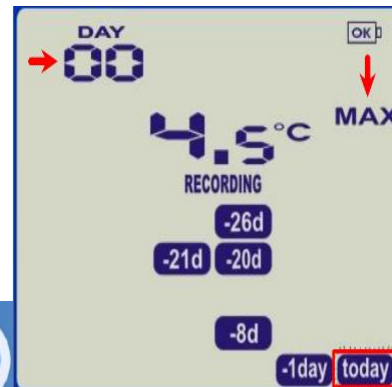 DAY
00
OK
MAX
4.5°C
RECORDING
-26d
-21d -20d
-8d
-1day today